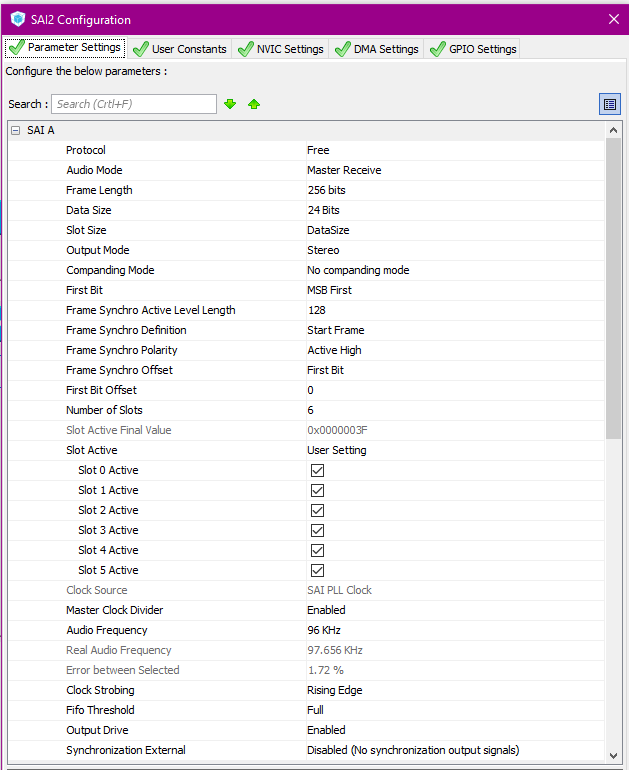 SAI2 Configuration
Parameter Settings User Constants NVIC Settings DMA Settings GPIO Settings
Configure the below parameters :
Search : Search (Crtl+F)
SAI A
Protocol Free
Audio Mode Master Receive
Frame Length 256 bits
Data Size 24 Bits
Slot Size DataSize
Output Mode Stereo
Companding Mode No companding mode
First Bit MSB First
Frame Synchro Active Level Length 128
Frame Synchro Definition Start Frame
Frame Synchro Polarity Active High
Frame Synchro Offset First Bit
First Bit Offset 0
Number of Slots 6
Slot Active Final Value 0x0000003F
Slot Active User Setting
Slot 0 Active
Slot 1 Active
Slot 2 Active
Slot 3 Active
Slot 4 Active
Slot 5 Active
Clock Source SAI PLL Clock
Master Clock Divider Enabled
Audio Frequency 96 KHz
Real Audio Frequency 97.656 KHz
Error between Selected 1.72 %
Clock Strobing Rising Edge
Fifo Threshold Full
Output Drive Enabled
Synchronization External Disabled (No synchronization output signals)